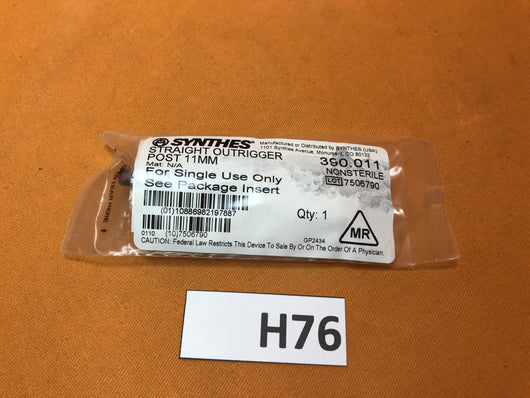 SYNTHES®
Manufactured or Distributed by SYNTHES (USA)
1101 Synthes Avenue, Monument, CO 80132
STRAIGHT OUTRIGGER
POST 11MM
Mat: N/A
390.011
NONSTERILE
LOT 7506790
For Single Use Only
See Package Insert
(01)10886982197887
Qty: 1
MR
0110
(10)7506790
GP2434
CAUTION: Federal Law Restricts This Device To Sale By or On The Order Of A Physician.
TEAR HERE
H76